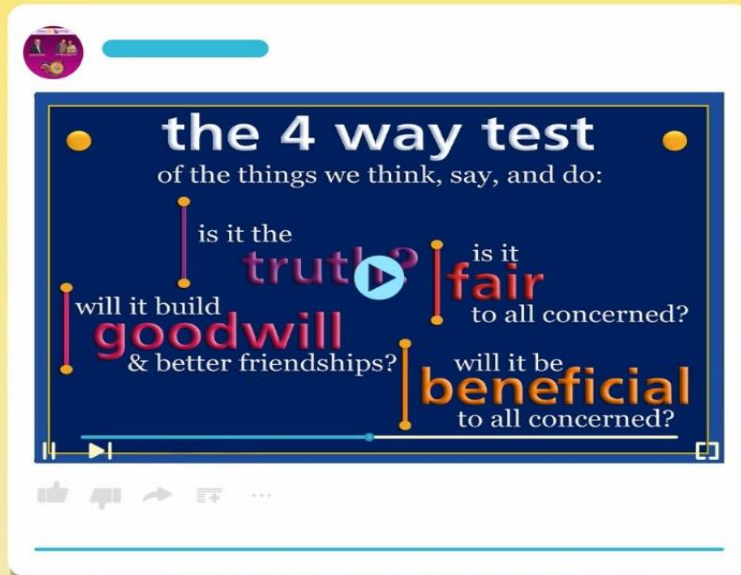 the 4 way test
of the things we think, say, and do:
is it the
truth?
is it
fair
to all concerned?
will it build
goodwill
& better friendships?
will it be
beneficial
to all concerned?